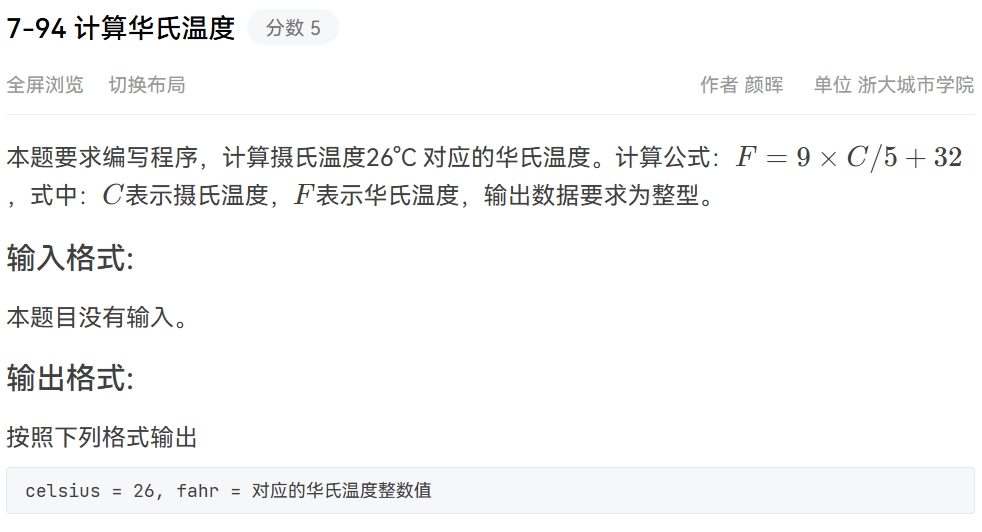 7-94 计算华氏温度 分数 5
全屏浏览 切换布局 作者 颜晖 单位 浙大城市学院
本题要求编写程序，计算摄氏温度26℃ 对应的华氏温度。计算公式：F = 9 × C/5 + 32
，式中：C表示摄氏温度，F表示华氏温度，输出数据要求为整型。
输入格式:
本题目没有输入。
输出格式:
按照下列格式输出
celsius = 26, fahr = 对应的华氏温度整数值